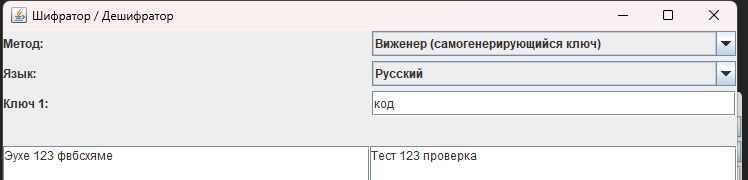 Шифратор / Дешифратор
Метод: Виженер (самогенерирующийся ключ)
Язык: Русский
Ключ 1: код
Эухе 123 фвбсхяме Тест 123 проверка